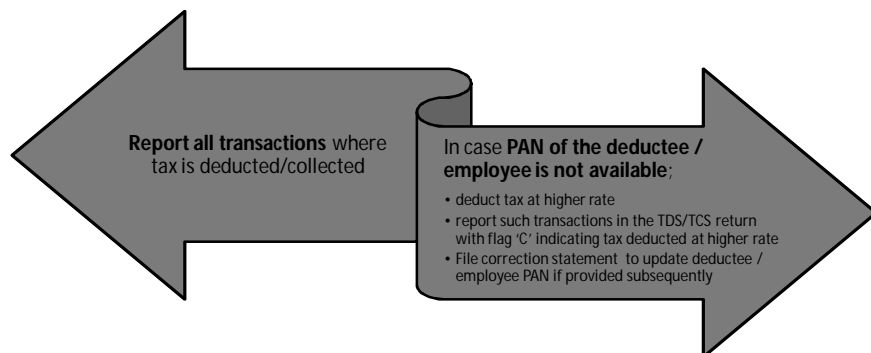 Report all transactions where
tax is deducted/collected
In case PAN of the deductee /
employee is not available;
• deduct tax at higher rate
• report such transactions in the TDS/TCS return
with flag 'C' indicating tax deducted at higher rate
• File correction statement to update deductee /
employee PAN if provided subsequently